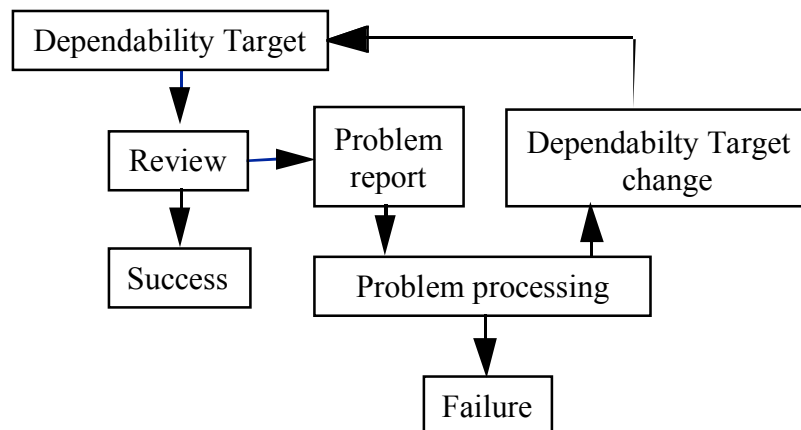 Dependability Target
Review
Problem
report
Dependabilty Target
change
Success
Problem processing
Failure